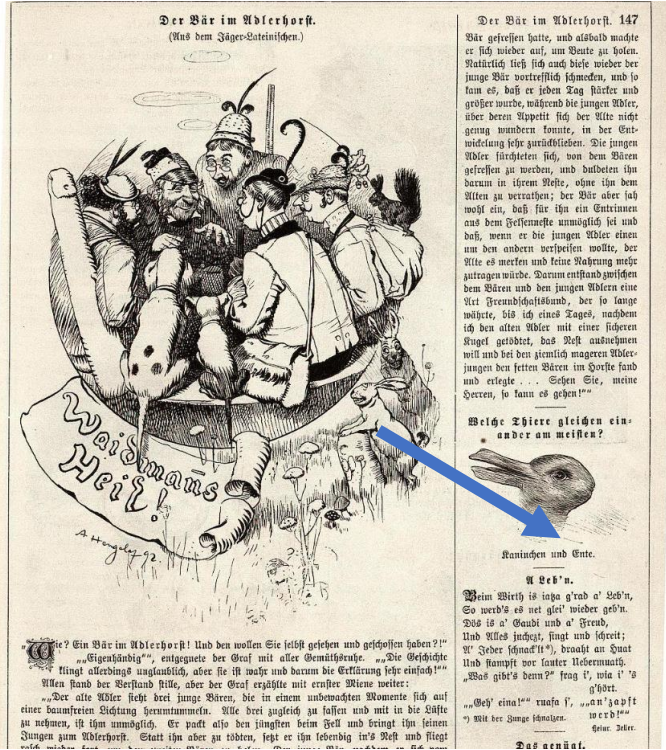 Der Bär im Adlerhorst.
(Aus dem Jäger-Lateinischen.)
Waidmans
Heil!
A. Hengeler 92.
„Wie? Ein Bär im Adlerhorst! Und den wollen Sie selbst gesehen und geschossen haben?!"
„„Eigenhändig"", entgegnete der Graf mit aller Gemüthsruhe. „„Die Geschichte
klingt allerdings unglaublich, aber sie ist wahr und darum die Erklärung sehr einfach!""
Allen stand der Verstand stille, aber der Graf erzählte mit ernster Miene weiter:
„„Der alte Adler sieht drei junge Bären, die sich in einem unbewachten Momente sich auf
einer baumfreien Lichtung herumtummeln. Alle drei zugleich zu fassen und mit in die Lüfte
zu nehmen, ist ihm unmöglich. Er packt also den jüngsten beim Fell und bringt ihn seinen
Jungen zum Adlerhorst. Statt ihn aber zu tödten, setzt er ihn lebendig in's Nest und fliegt
rasch wieder fort, um den zweiten Bären zu holen. Der junge Bär, nachdem er sich vom
Der Bär im Adlerhorst. 147
Bär gefressen hatte, und alsbald machte
er sich wieder auf, um Beute zu holen.
Natürlich ließ sich auch diese wieder der
junge Bär vortrefflich schmecken, und so
kam es, daß er jeden Tag stärker und
größer wurde, während die jungen Adler,
über deren Appetit sich der Alte nicht
genug wundern konnte, in der Ent-
wickelung sehr zurückblieben. Die jungen
Adler fürchteten sich, von dem Bären
gefressen zu werden, und duldeten ihn
darum in ihrem Neste, ohne ihn dem
Alten zu verrathen; der Bär aber sah
wohl ein, daß für ihn ein Entrinnen
aus dem Felsenneste unmöglich sei und
daß, wenn er die jungen Adler einen
um den andern verspeisen wollte, der
Alte es merken und keine Nahrung mehr
zutragen würde. Darum entstand zwischen
dem Bären und den jungen Adlern eine
Art Freundschaftsbund, der so lange
währte, bis ich eines Tages, nachdem
ich den alten Adler mit einer sicheren
Kugel getödtet, das Nest ausnehmen
will und bei den ziemlich mageren Adler-
jungen den fetten Bären im Horste fand
und erlegte . . . Sehen Sie, meine
Herren, so kann es gehen!""
Welche Thiere gleichen ein-
ander am meisten?
Kaninchen und Ente.
A Leb'n.
Beim Wirth is iatza g'rad a' Leb'n,
So werd's es net glei' wieder geb'n.
Dös is a' Gaudi und a' Freud,
Und Alles juchezt, singt und schreit;
A' Jeder schnack'lt*), draaht an Huat
Und stampft vor lauter Uebermuath.
„Was gibt's denn?" frag i', wia i' 's
g'hört.
„„Geh' eina!"" ruafa s', „„an'zapft
werd!""
*) Mit der Zunge schnalzen.
Das genügt.